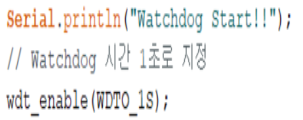 Serial.println("Watchdog Start!!");
// Watchdog 시간 1초로 지정
wdt_enable(WDTO_1S);